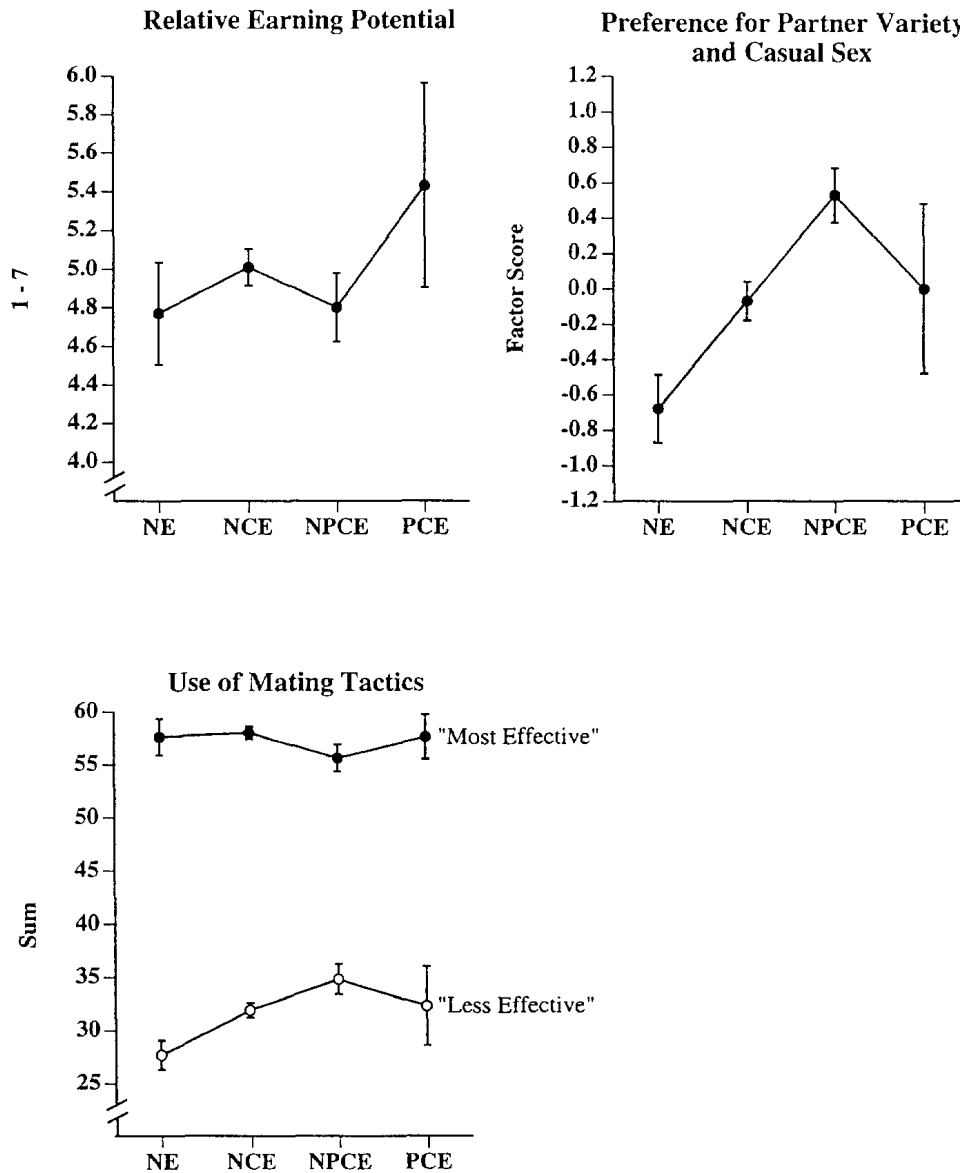 Relative Earning Potential
6.0
5.8
5.6
5.4
5.2
5.0
4.8
4.6
4.4
4.2
4.0
1 - 7
NE NCE NPCE PCE
Preference for Partner Variety
and Casual Sex
1.2
1.0
0.8
0.6
0.4
0.2
0.0
-0.2
-0.4
-0.6
-0.8
-1.0
-1.2
Factor Score
NE NCE NPCE PCE
Use of Mating Tactics
60
55
50
45
40
35
30
25
Sum
"Most Effective"
"Less Effective"
NE NCE NPCE PCE